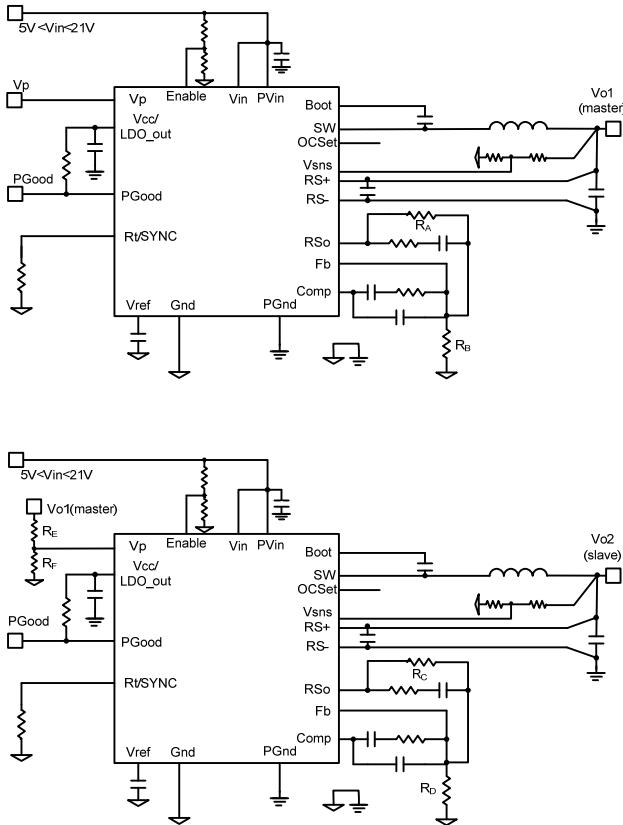 5V<Vin<21V
Vp
Vp
Enable
Vin
PVin
Boot
Vo1
(master)
Vcc/
LDO_out
SW
OCSet
Vsns
RS+
RS-
PGood
PGood
Rt/SYNC
RSo
RA
Fb
Comp
Vref
Gnd
PGnd
RB
5V<Vin<21V
Vo1(master)
RE
RF
Vp
Enable
Vin
PVin
Boot
Vo2
(slave)
Vcc/
LDO_out
SW
OCSet
Vsns
RS+
RS-
PGood
PGood
Rt/SYNC
RSo
RC
Fb
Comp
Vref
Gnd
PGnd
RD